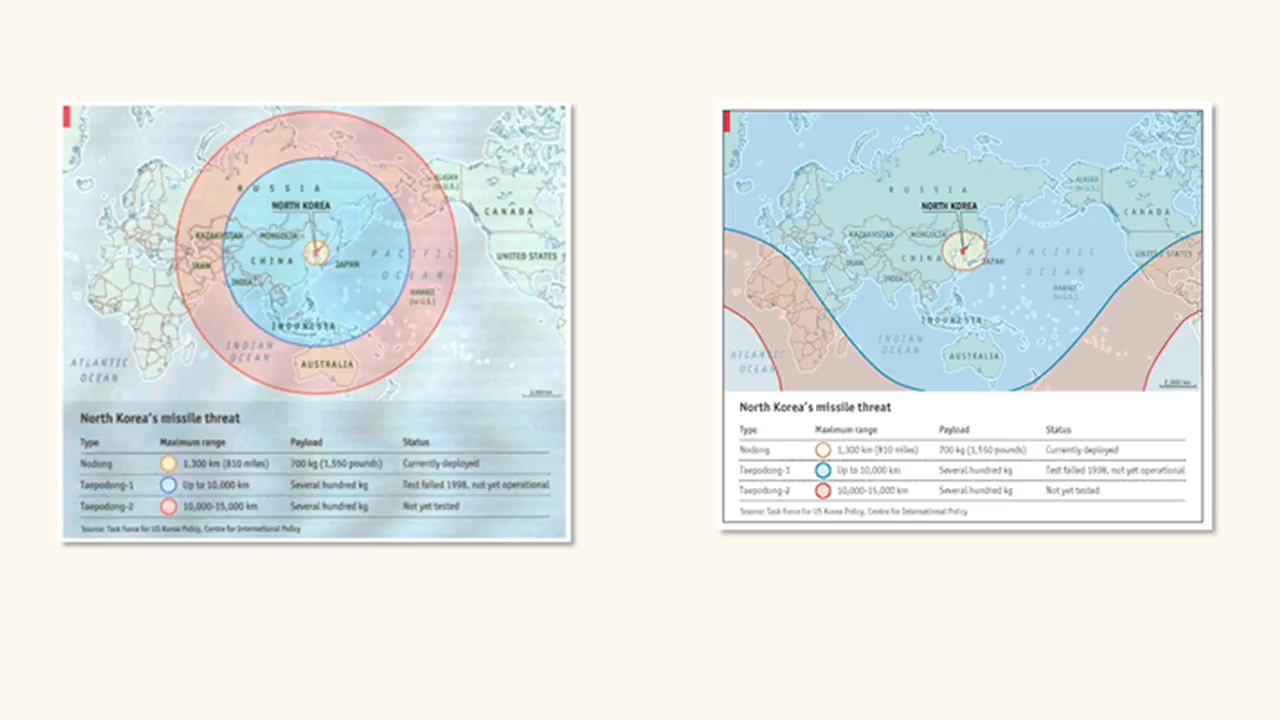 ALASKA
(to U.S.)
RUSSIA
CANADA
NORTH KOREA
KAZAKHSTAN
MONGOLIA
PACIFIC
OCEAN
UNITED STATES
IRAN
CHINA
JAPAN
INDIA
HAWAII
(to U.S.)
INDONESIA
INDIAN
OCEAN
ATLANTIC
OCEAN
AUSTRALIA
North Korea's missile threat
Type Maximum range Payload Status
Nodong 1,300 km (810 miles) 700 kg (1,550 pounds) Currently deployed
Taepodong-1 Up to 10,000 km Several hundred kg Test failed 1998, not yet operational
Taepodong-2 10,000-15,000 km Several hundred kg Not yet tested
Source: Task Force for US Korea Policy, Centre for International Policy
ALASKA
(to U.S.)
RUSSIA
CANADA
NORTH KOREA
KAZAKHSTAN
MONGOLIA
PACIFIC
OCEAN
UNITED STATES
IRAN
CHINA
JAPAN
INDIA
HAWAII
(to U.S.)
INDONESIA
INDIAN
OCEAN
ATLANTIC
OCEAN
AUSTRALIA
2,000 km
North Korea's missile threat
Type Maximum range Payload Status
Nodong 1,300 km (810 miles) 700 kg (1,550 pounds) Currently deployed
Taepodong-1 Up to 10,000 km Several hundred kg Test failed 1998, not yet operational
Taepodong-2 10,000-15,000 km Several hundred kg Not yet tested
Source: Task Force for US Korea Policy, Centre for International Policy